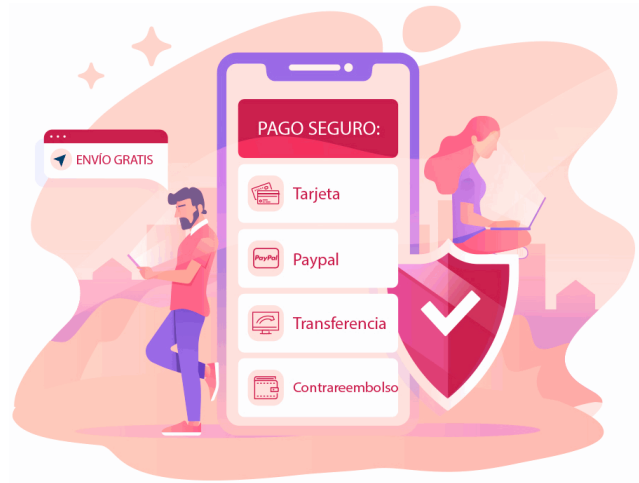 PAGO SEGURO:
ENVÍO GRATIS
Tarjeta
PayPal
Paypal
Transferencia
Contrareembolso